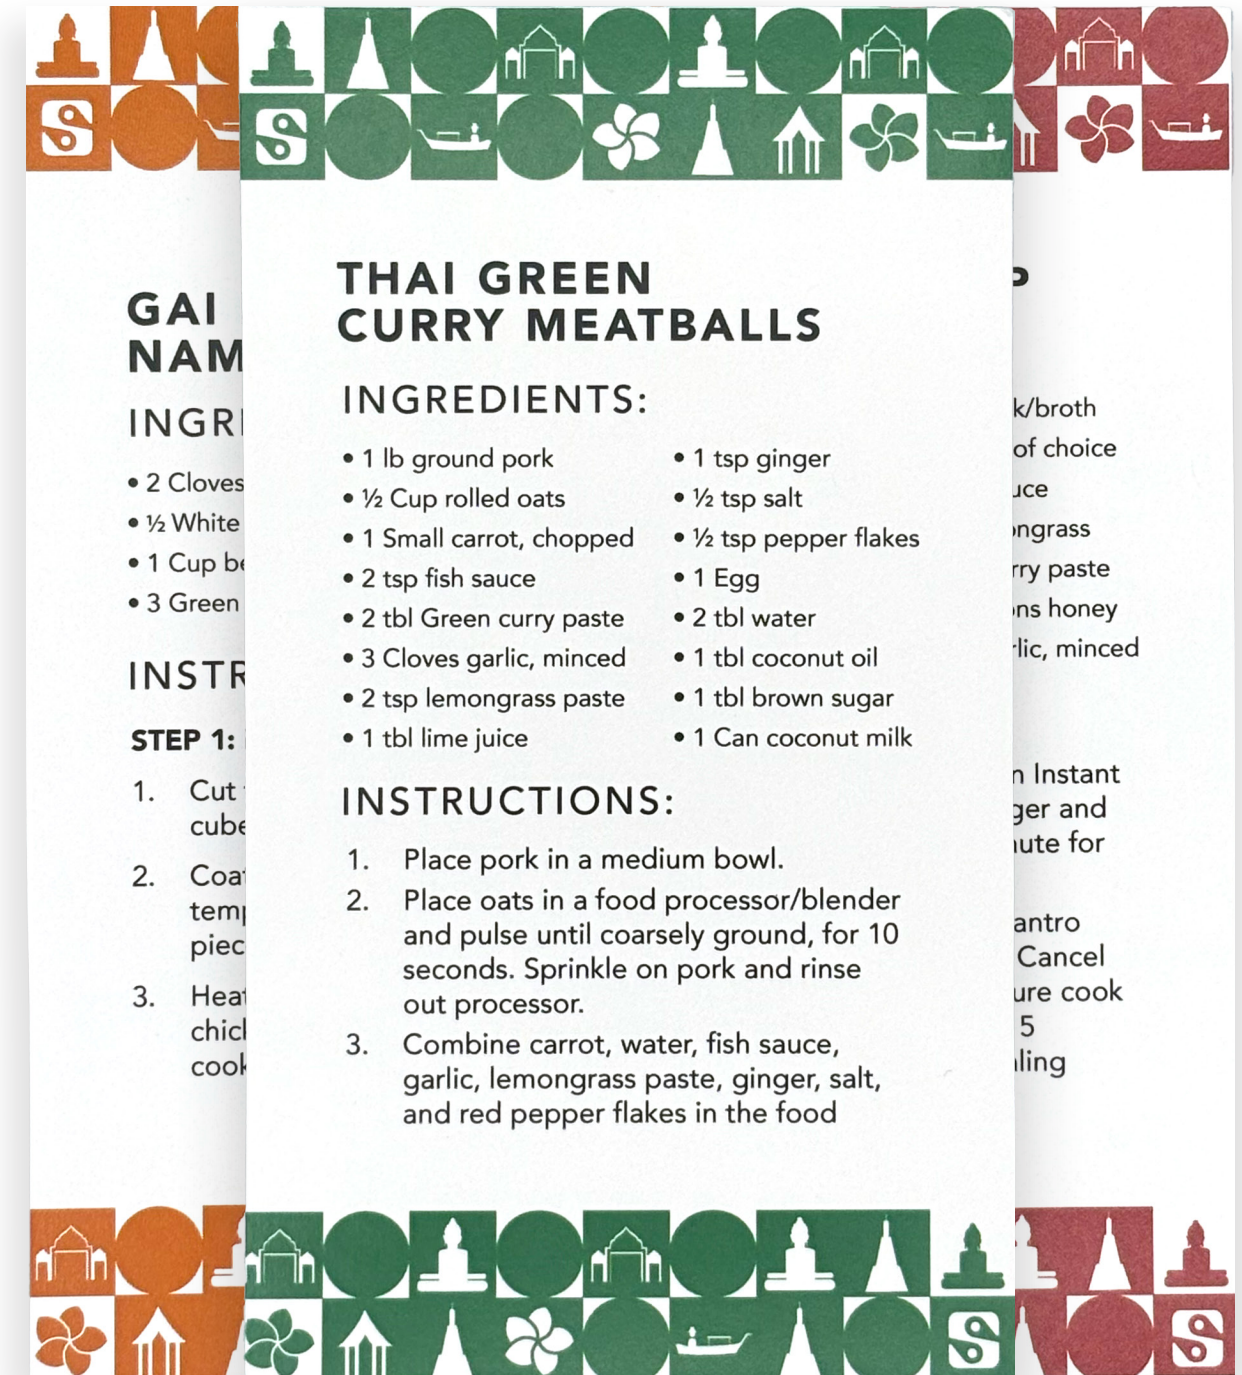 GAI
NAM
INGR
• 2 Cloves
• ½ White
• 1 Cup
• 3 Green
INSTR
STEP 1:
1. Cut
cube
2. Coat
temp
piec
3. Heat
chick
cook
THAI GREEN
CURRY MEATBALLS
INGREDIENTS:
• 1 lb ground pork
• ½ Cup rolled oats
• 1 Small carrot, chopped
• 2 tsp fish sauce
• 2 tbl Green curry paste
• 3 Cloves garlic, minced
• 2 tsp lemongrass paste
• 1 tbl lime juice
• 1 tsp ginger
• ½ tsp salt
• ½ tsp pepper flakes
• 1 Egg
• 2 tbl water
• 1 tbl coconut oil
• 1 tbl brown sugar
• 1 Can coconut milk
INSTRUCTIONS:
1. Place pork in a medium bowl.
2. Place oats in a food processor/blender
and pulse until coarsely ground, for 10
seconds. Sprinkle on pork and rinse
out processor.
3. Combine carrot, water, fish sauce,
garlic, lemongrass paste, ginger, salt,
and red pepper flakes in the food
P
k/broth
of choice
uce
ongrass
rry paste
ons honey
rlic, minced
n Instant
ger and
ute for
antro
Cancel
ure cook
5
ling